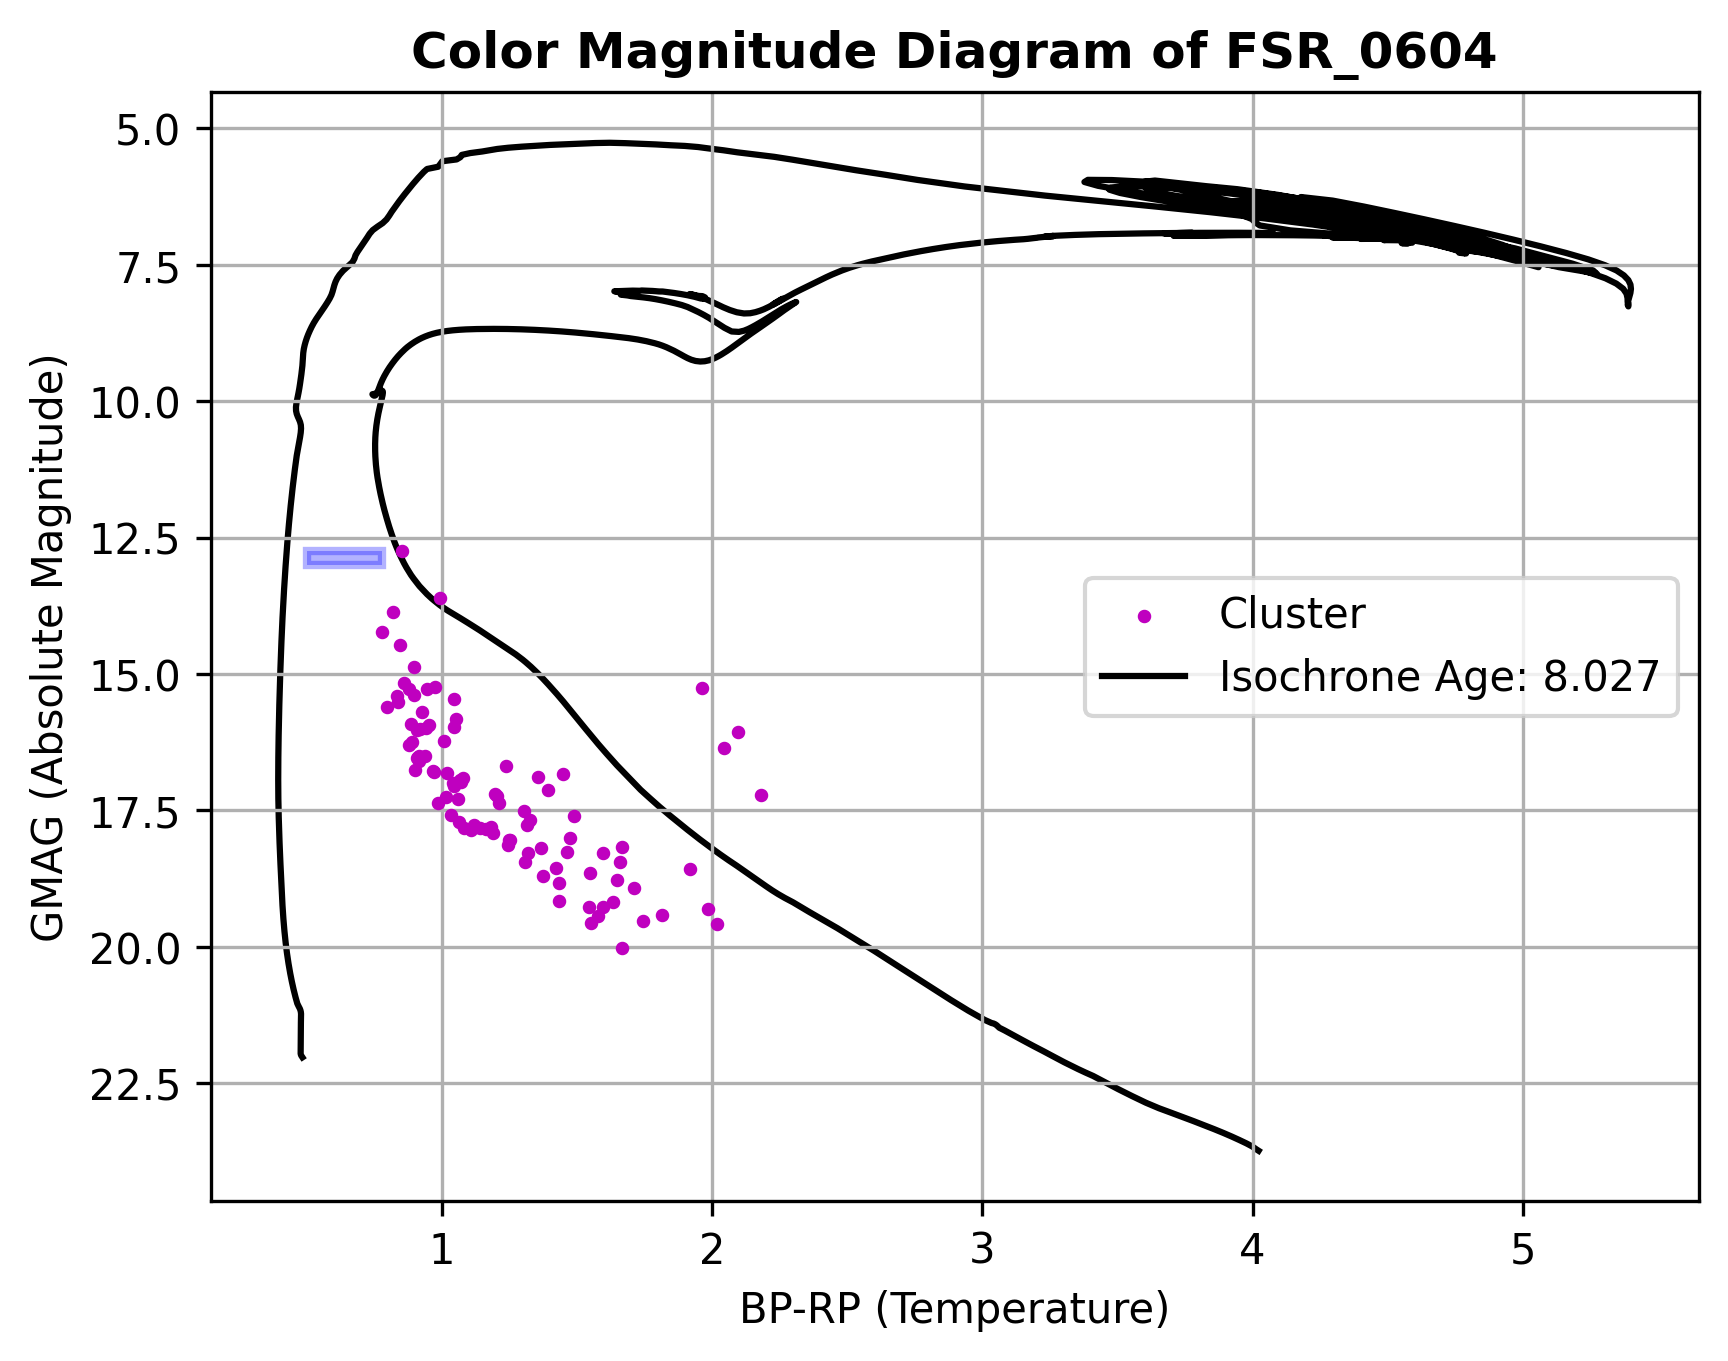 Color Magnitude Diagram of FSR_0604
5.0
7.5
10.0
12.5
15.0
17.5
20.0
22.5
GMAG (Absolute Magnitude)
Cluster
Isochrone Age: 8.027
1 2 3 4 5
BP-RP (Temperature)